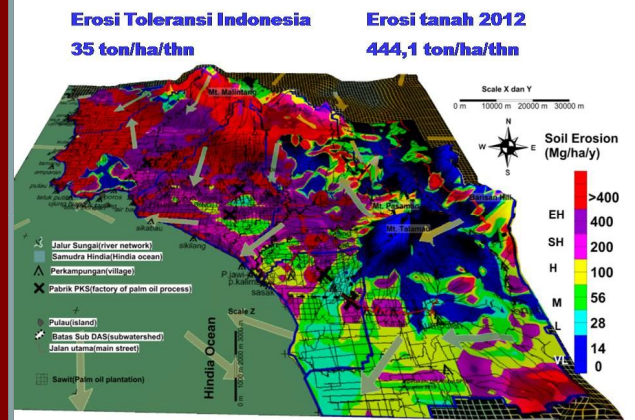 Erosi Toleransi Indonesia
35 ton/ha/thn
Erosi tanah 2012
444,1 ton/ha/thn
Scale X dan Y
0 m 10000 m 20000 m 30000 m
N
W E
S
Soil Erosion
(Mg/ha/y)
>400
EH 400
SH 200
H 100
M 56
L 28
14
VL 0
Mt. Malintang
Mt. Pasaman
Mt. Talamau
Barisan Hill
sikabau
sikilang
sasak
Scale Z
Hindia Ocean
Jalur Sungai(river network)
Samudra Hindia(Hindia ocean)
Perkampungan(village)
Pabrik PKS(factory of palm oil process)
Pulau(island)
Batas Sub DAS(subwatershed)
Jalan utama(main street)
Sawit(Palm oil plantation)